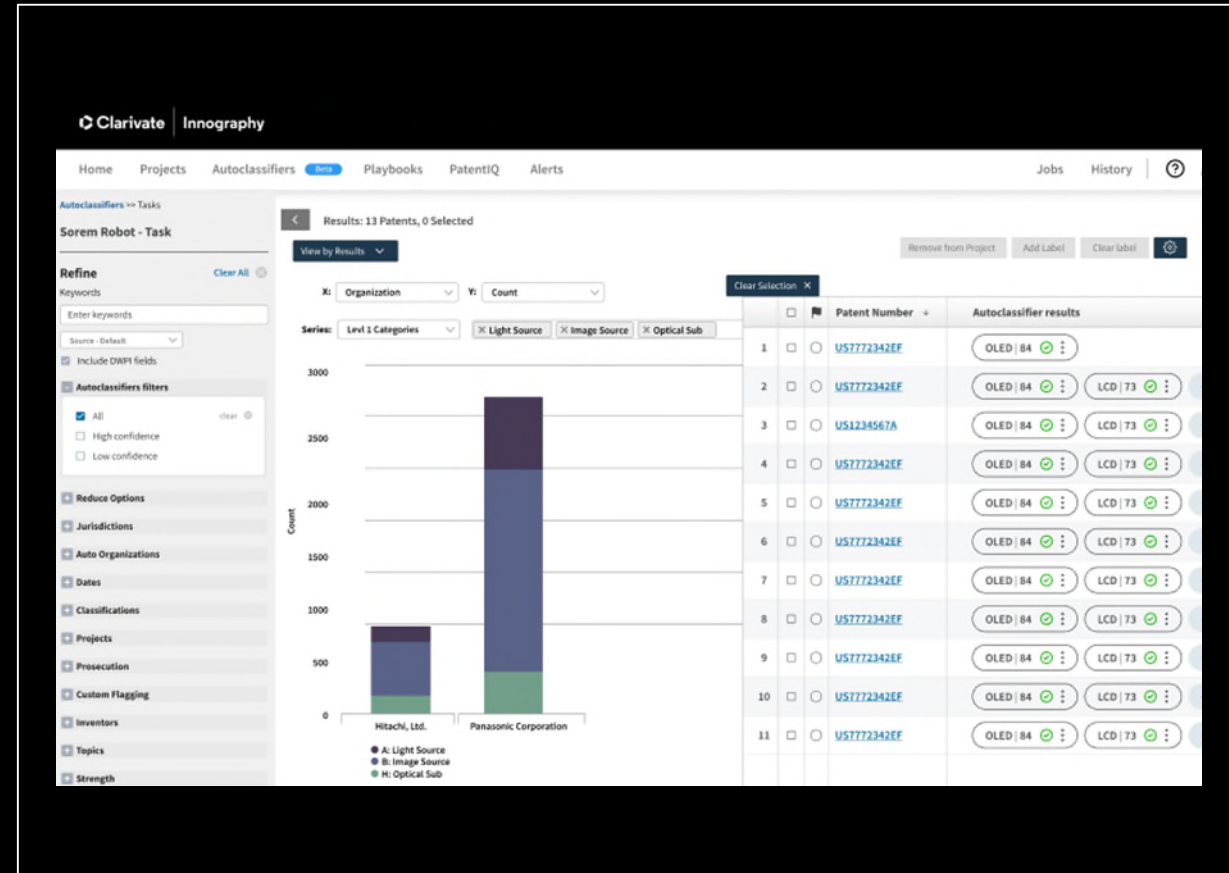 Clarivate | Innography
Home Projects Autoclassifiers Beta Playbooks PatentIQ Alerts Jobs History ?
Autoclassifiers >> Tasks
Sorem Robot - Task
Refine Clear All
Keywords
Enter keywords
Source - Default
Include DWPI fields
Autoclassifiers filters
All clear
High confidence
Low confidence
Reduce Options
Jurisdictions
Auto Organizations
Dates
Classifications
Projects
Prosecution
Custom Flagging
Inventors
Topics
Strength
Results: 13 Patents, 0 Selected
View by Results
Remove from Project Add Label Clear label
X: Organization Y: Count
Series: Levl 1 Categories × Light Source × Image Source × Optical Sub
3000
2500
2000
1500
1000
500
0
Count
Hitachi, Ltd. Panasonic Corporation
A: Light Source
B: Image Source
H: Optical Sub
Clear Selection ×
Patent Number Autoclassifier results
1 US7772342EF OLED | 84
2 US7772342EF OLED | 84 LCD | 73
3 US1234567A OLED | 84 LCD | 73
4 US7772342EF OLED | 84 LCD | 73
5 US7772342EF OLED | 84 LCD | 73
6 US7772342EF OLED | 84 LCD | 73
7 US7772342EF OLED | 84 LCD | 73
8 US7772342EF OLED | 84 LCD | 73
9 US7772342EF OLED | 84 LCD | 73
10 US7772342EF OLED | 84 LCD | 73
11 US7772342EF OLED | 84 LCD | 73